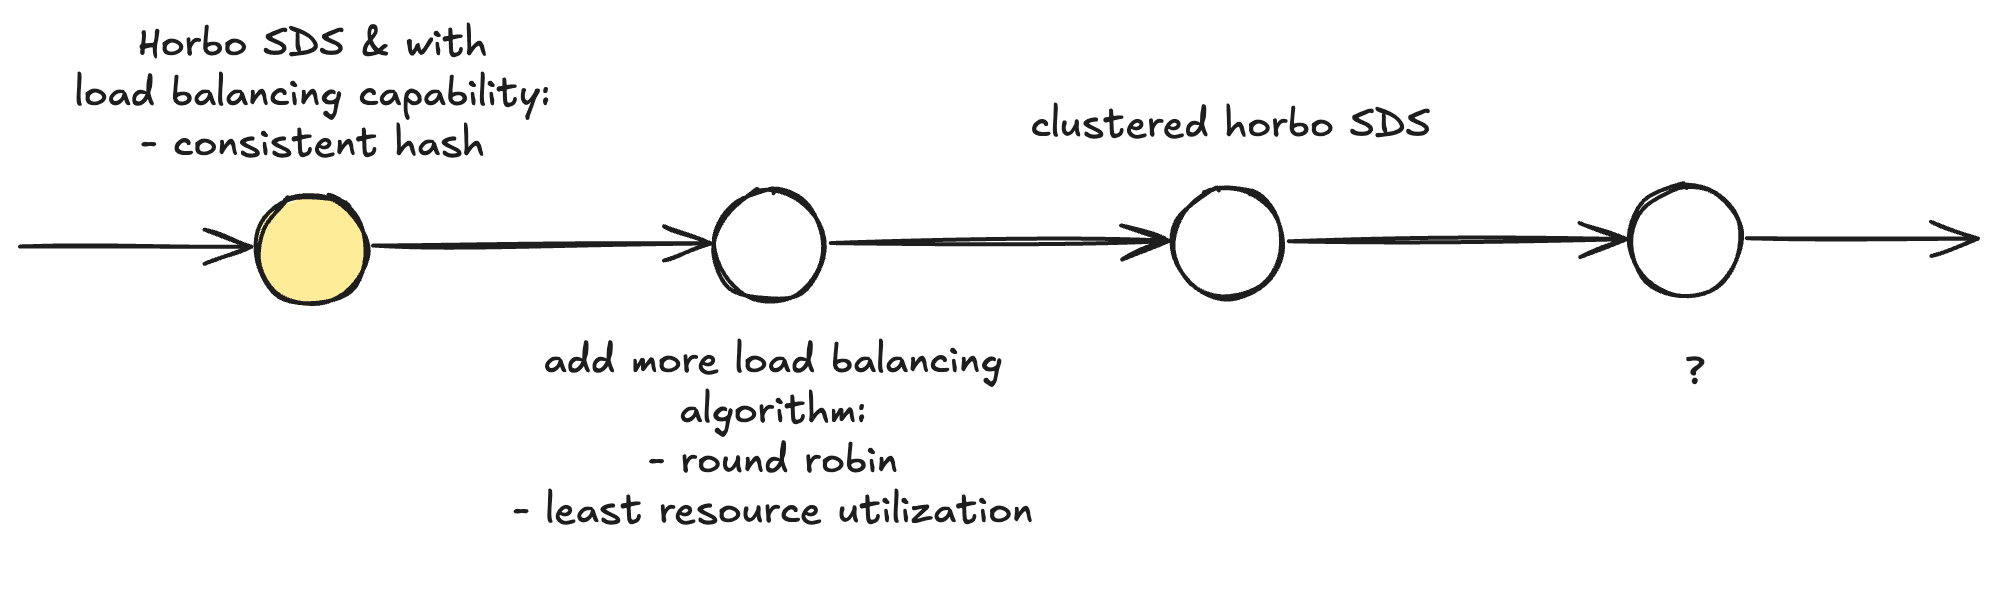 Horbo SDS & with
load balancing capability:
- consistent hash
add more load balancing
algorithm:
- round robin
- least resource utilization
clustered horbo SDS
?